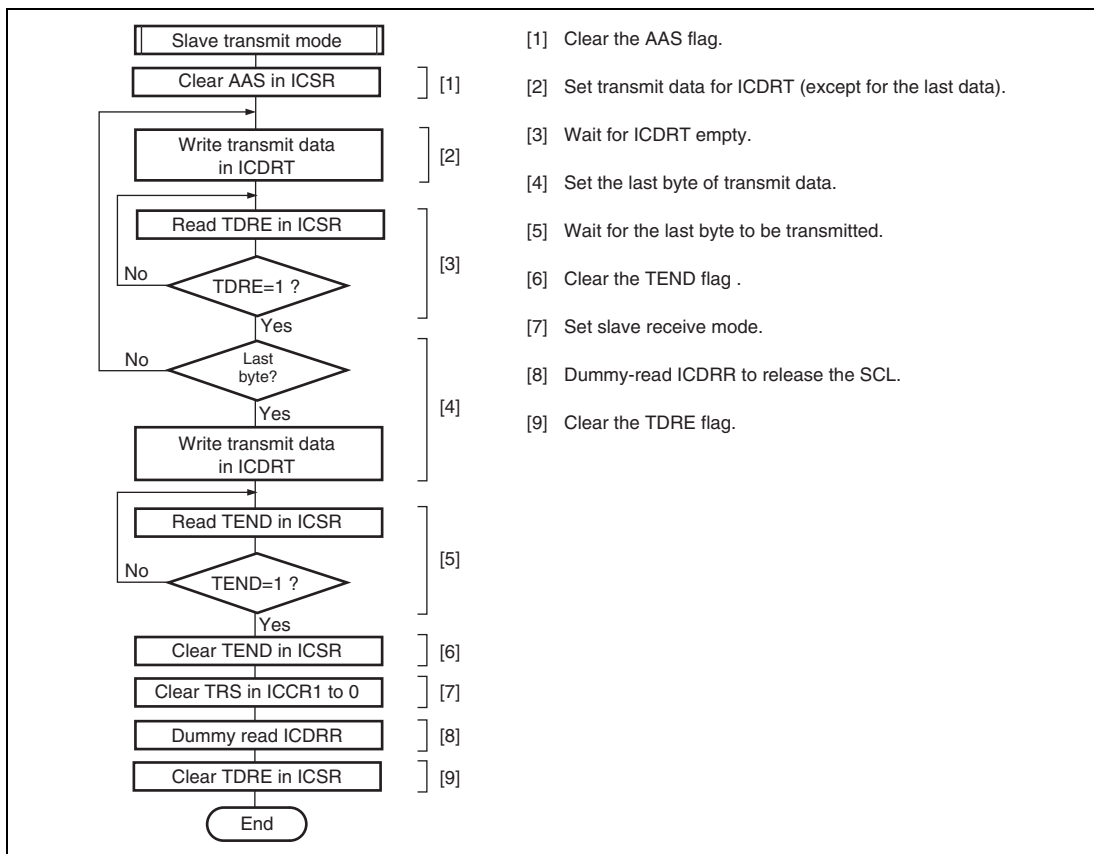 Slave transmit mode
Clear AAS in ICSR
[1]
Write transmit data
in ICDRT
[2]
Read TDRE in ICSR
No
TDRE=1 ?
[3]
Yes
No
Last
byte?
[4]
Yes
Write transmit data
in ICDRT
Read TEND in ICSR
No
TEND=1 ?
[5]
Yes
Clear TEND in ICSR
[6]
Clear TRS in ICCR1 to 0
[7]
Dummy read ICDRR
[8]
Clear TDRE in ICSR
[9]
End
[1] Clear the AAS flag.
[2] Set transmit data for ICDRT (except for the last data).
[3] Wait for ICDRT empty.
[4] Set the last byte of transmit data.
[5] Wait for the last byte to be transmitted.
[6] Clear the TEND flag .
[7] Set slave receive mode.
[8] Dummy-read ICDRR to release the SCL.
[9] Clear the TDRE flag.